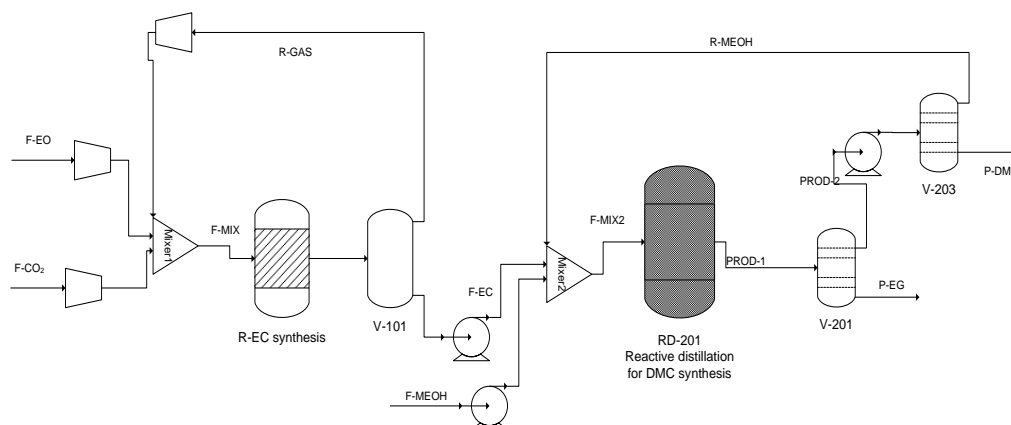 R-GAS
R-MEOH
F-EO
PROD-2
P-DM
V-203
Mixer1
F-MIX
F-MIX2
F-CO₂
Mixer2
PROD-1
F-EC
P-EG
V-101
V-201
R-EC synthesis
RD-201
Reactive distillation
for DMC synthesis
F-MEOH